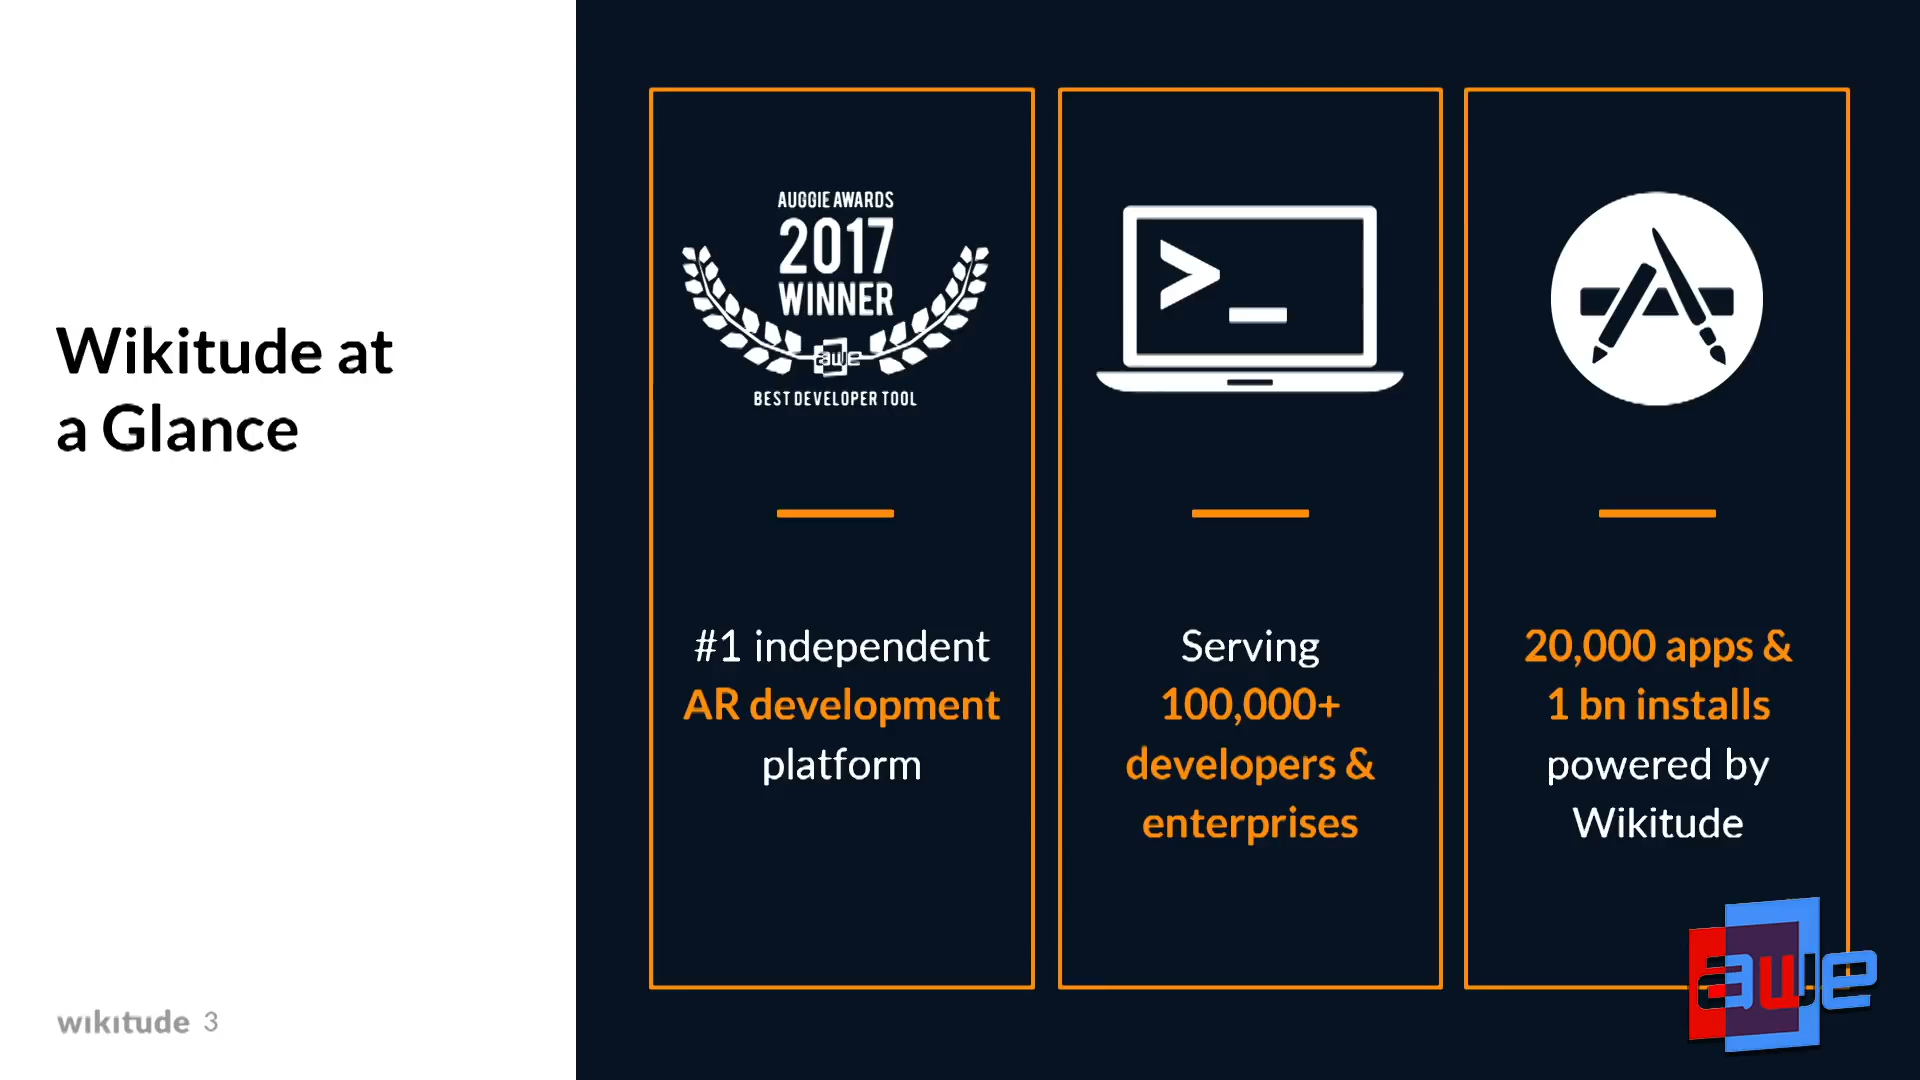 Wikitude at
a Glance
AUGGIE AWARDS
2017
WINNER
awe
BEST DEVELOPER TOOL
>_
#1 independent
AR development
platform
Serving
100,000+
developers &
enterprises
20,000 apps &
1 bn installs
powered by
Wikitude
wikitude 3
awe